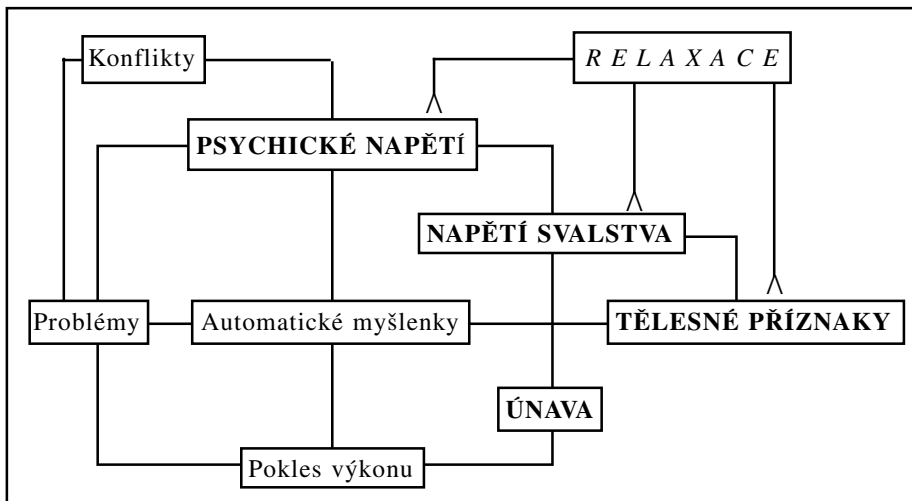 Konflikty
R E L A X A C E
PSYCHICKÉ NAPĚTÍ
NAPĚTÍ SVALSTVA
Problémy
Automatické myšlenky
TĚLESNÉ PŘÍZNAKY
ÚNAVA
Pokles výkonu